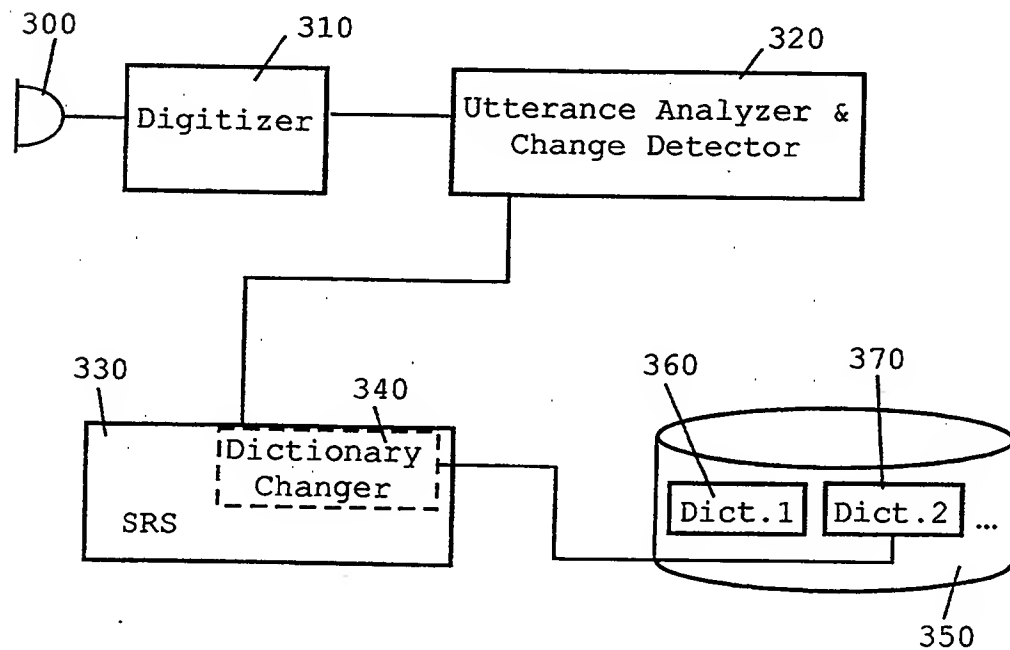 300
310
320
Digitizer
Utterance Analyzer &
Change Detector
330
340
360
370
Dictionary
Changer
SRS
Dict.1
Dict.2
...
350